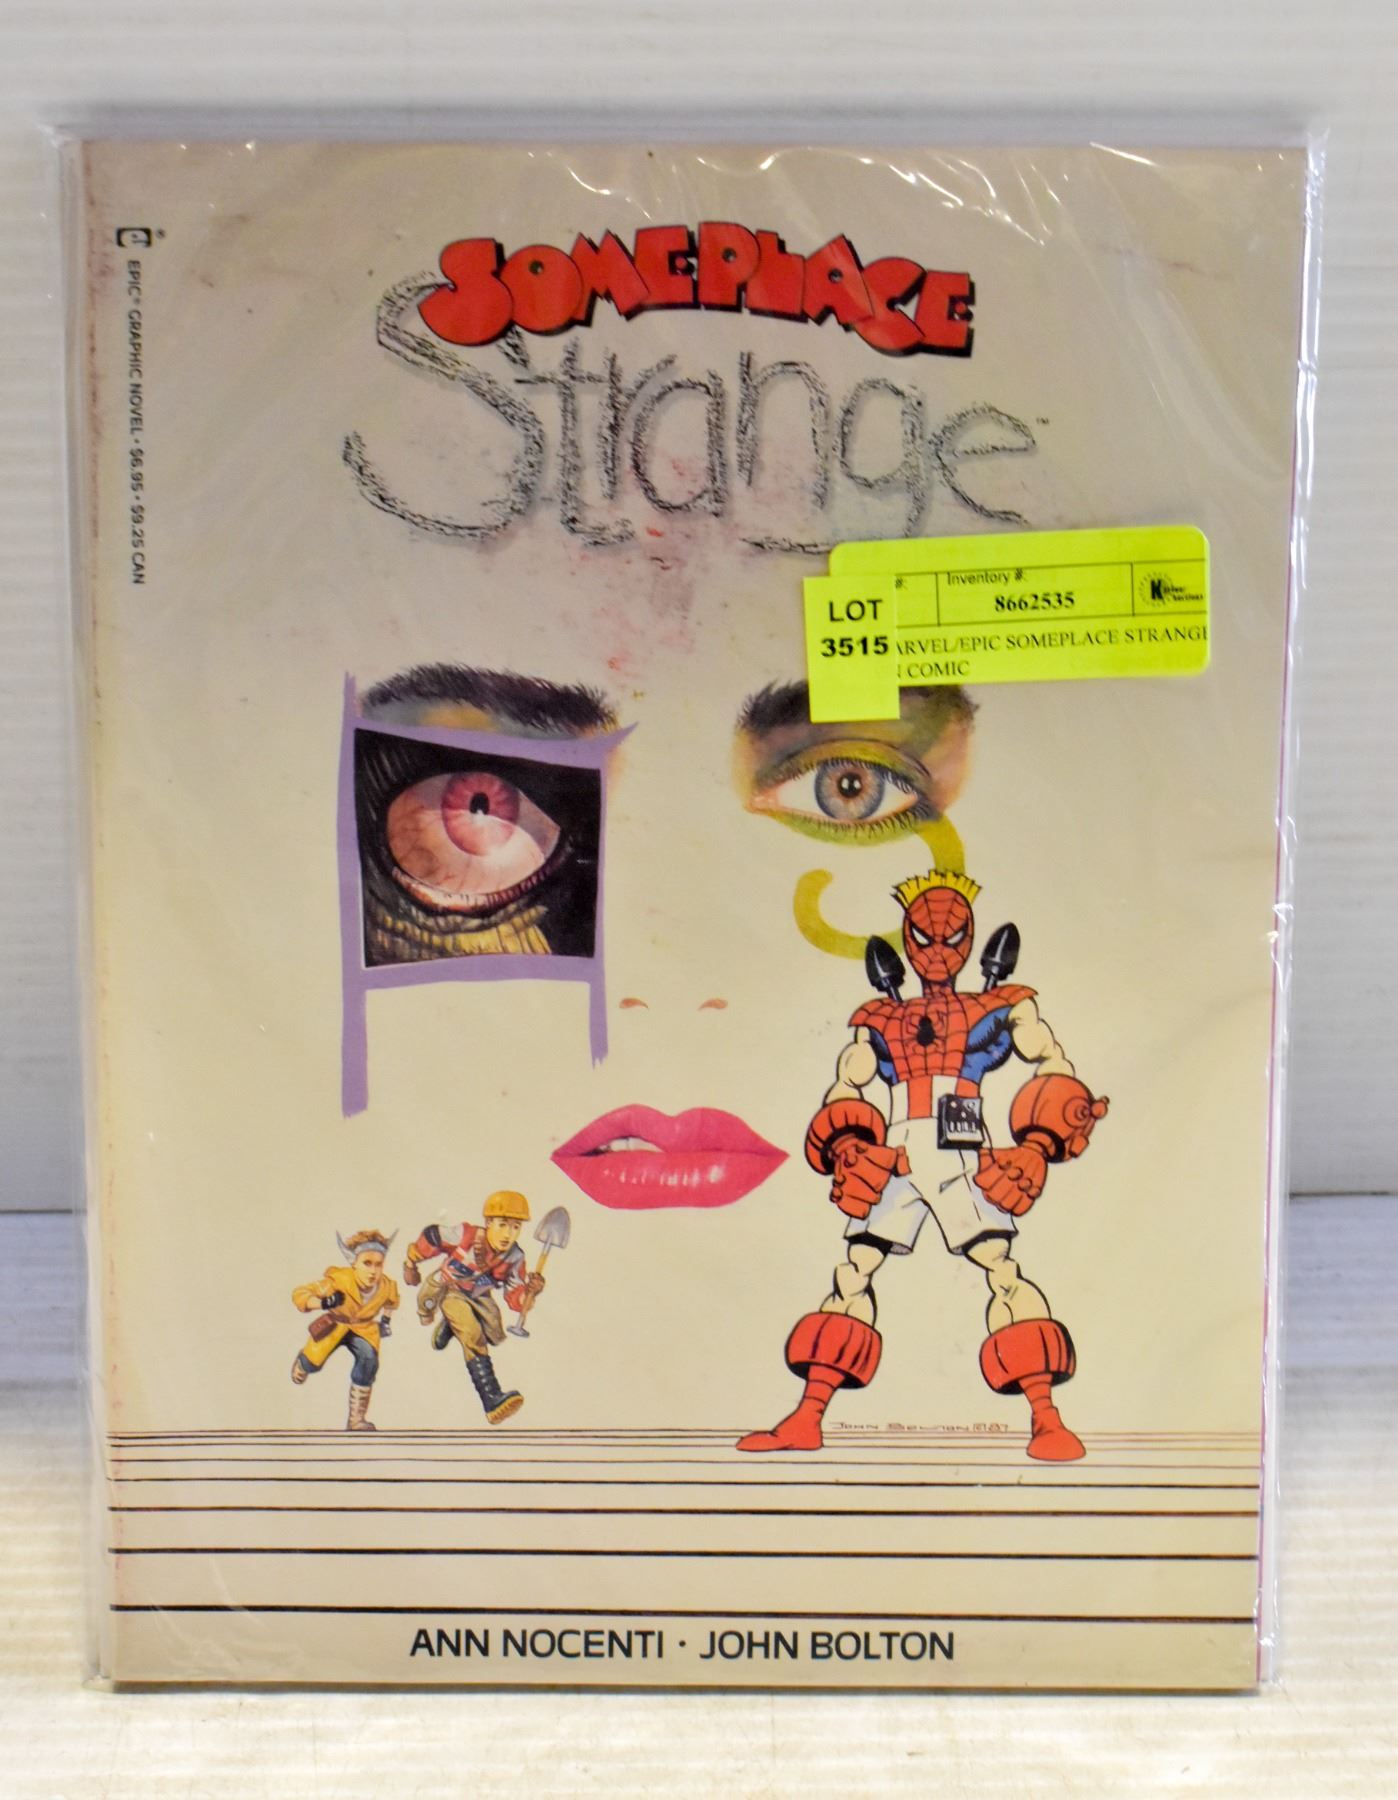 SOMEPLACE
Strange™
EPIC® GRAPHIC NOVEL • $6.95 • $9.25 CAN
#: Inventory #:
8662535
LOT
3515
ARVEL/EPIC SOMEPLACE STRANGE
N COMIC
JOHN BOLTON
ANN NOCENTI • JOHN BOLTON